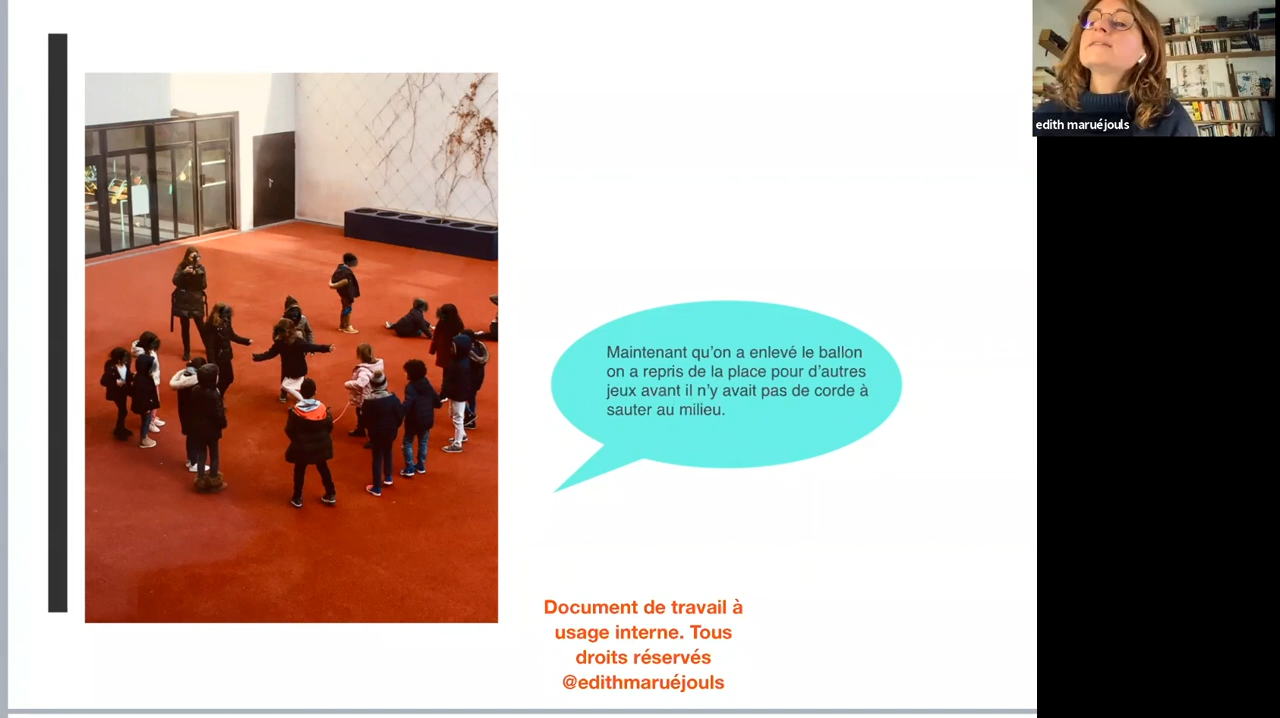 edith maruéjouls
Maintenant qu'on a enlevé le ballon
on a repris de la place pour d'autres
jeux avant il n'y avait pas de corde à
sauter au milieu.
Document de travail à
usage interne. Tous
droits réservés
@edithmaruéjouls